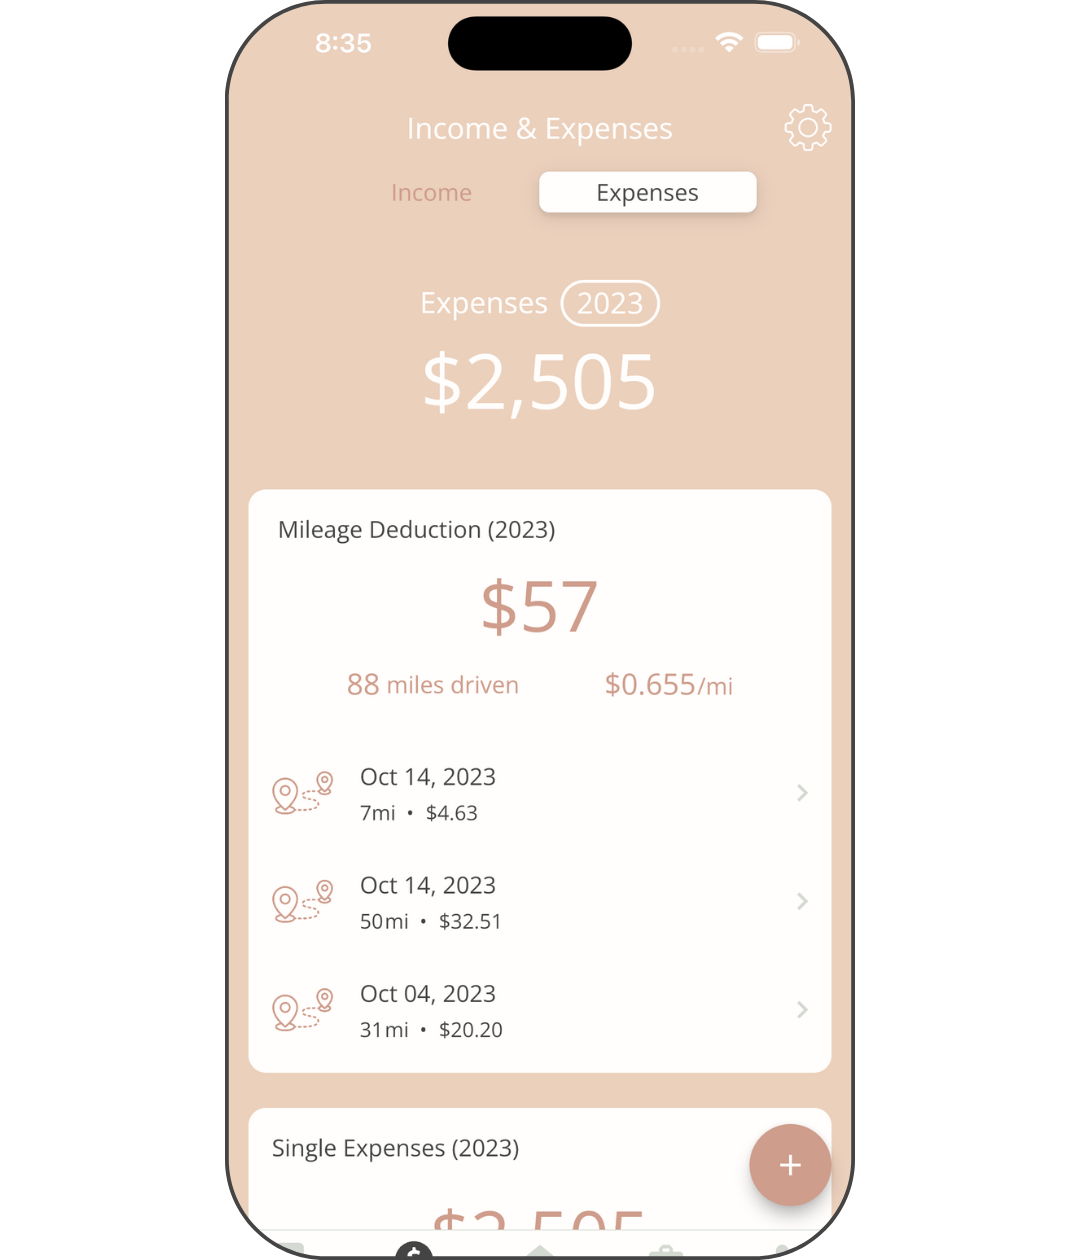 8:35
Income & Expenses
Income Expenses
Expenses 2023
$2,505
Mileage Deduction (2023)
$57
88 miles driven $0.655/mi
Oct 14, 2023
7mi • $4.63
Oct 14, 2023
50mi • $32.51
Oct 04, 2023
31mi • $20.20
Single Expenses (2023)
+
$2,505
$